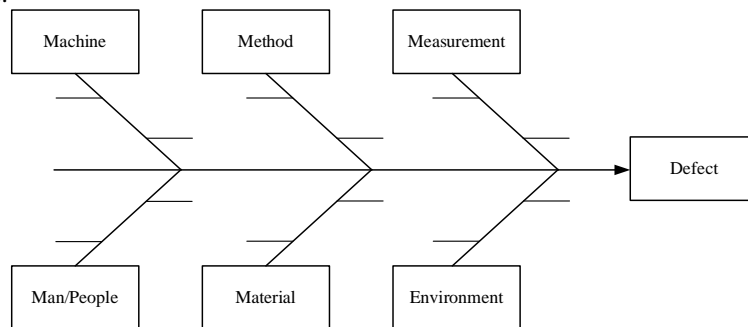 Machine
Method
Measurement
Defect
Man/People
Material
Environment